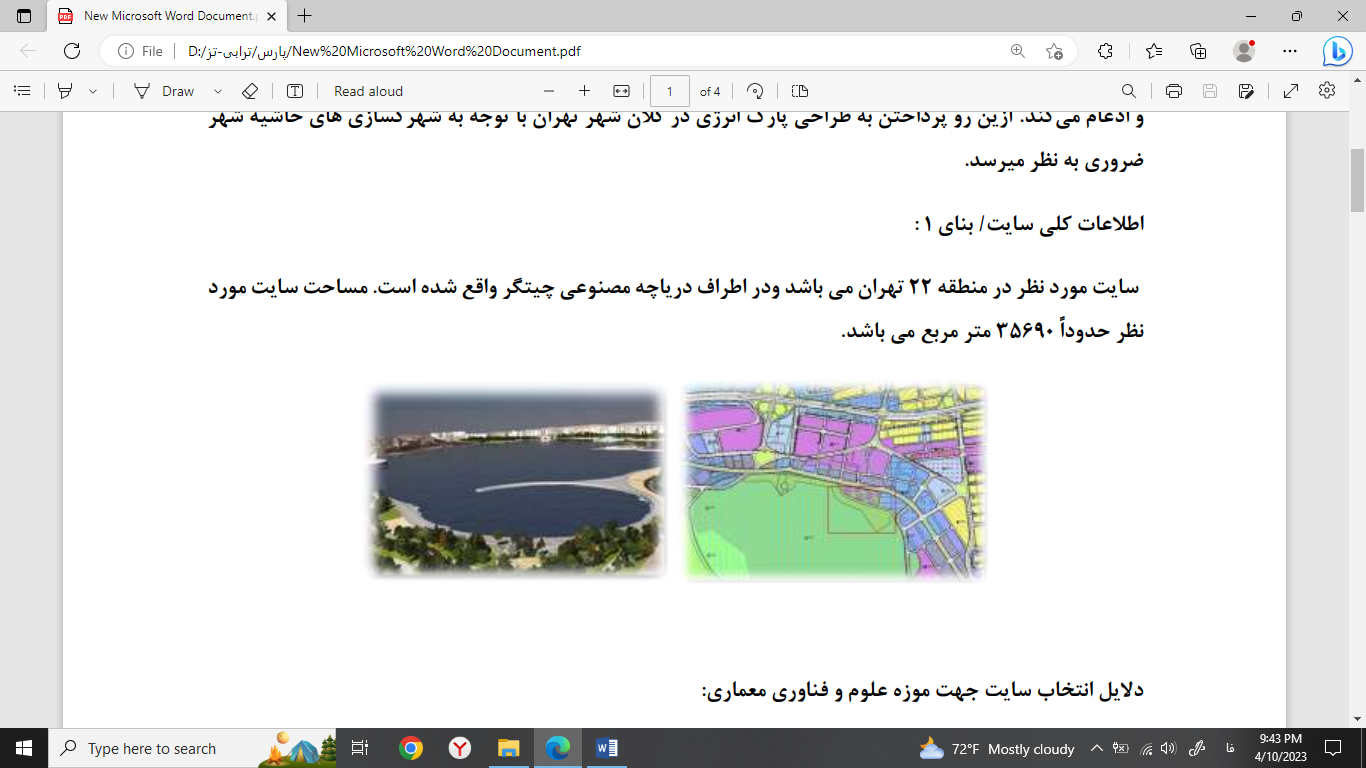 New Microsoft Word Document.p
File
D:/پارس/ترابی-تز/New%20Microsoft%20Word%20Document.pdf
Draw
Read aloud
1
of 4
و ادغام می‌کند. ازین رو پرداختن به طراحی پارک انرژی در کلان شهر تهران با توجه به شهرکسازی های حاشیه شهر
ضروری به نظر میرسد.
اطلاعات کلی سایت/ بنای ۱ :
سایت مورد نظر در منطقه ۲۲ تهران می باشد ودر اطراف دریاچه مصنوعی چیتگر واقع شده است. مساحت سایت مورد
نظر حدوداً ۳۵۶۹۰ متر مربع می باشد.
دلایل انتخاب سایت جهت موزه علوم و فناوری معماری:
Type here to search
72°F Mostly cloudy
فا
9:43 PM
4/10/2023